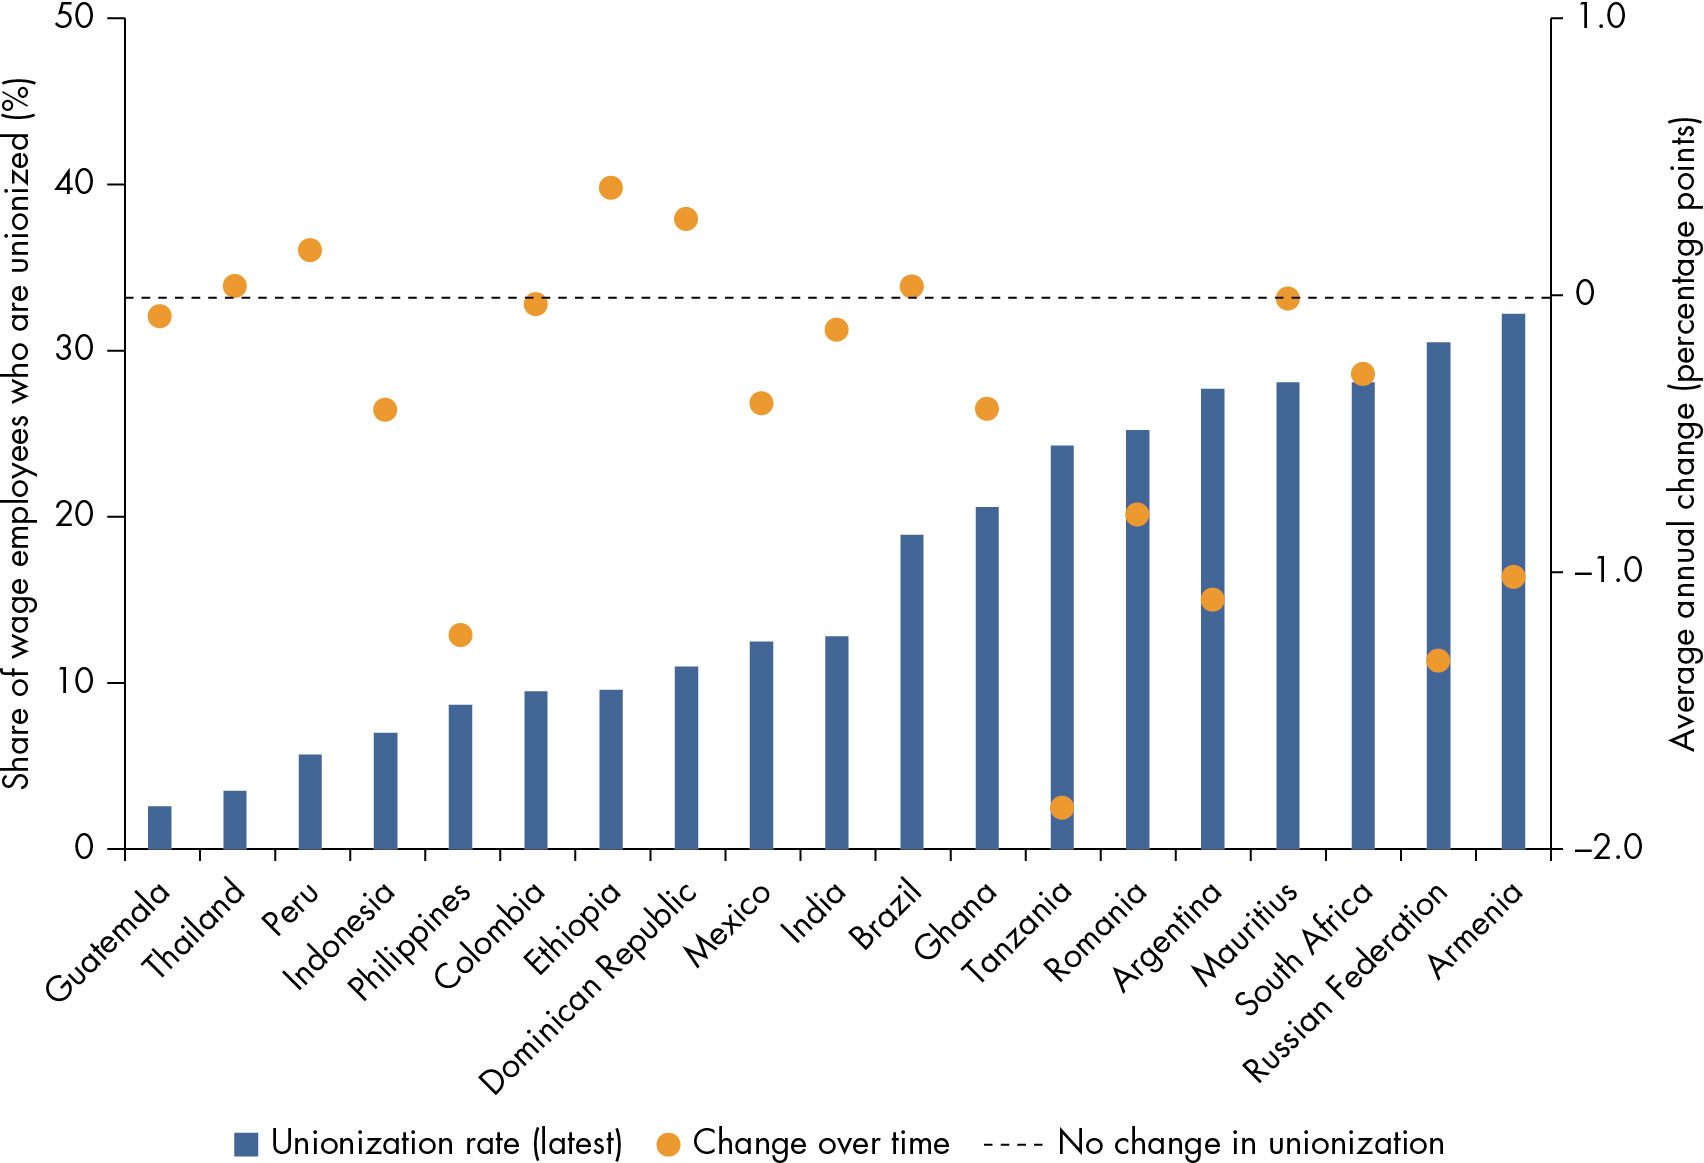 Share of wage employees who are unionized (%)
50
40
30
20
10
0
1.0
0
–1.0
–2.0
Average annual change (percentage points)
Guatemala
Thailand
Peru
Indonesia
Philippines
Colombia
Ethiopia
Dominican Republic
Mexico
India
Brazil
Ghana
Tanzania
Romania
Argentina
Mauritius
South Africa
Russian Federation
Armenia
Unionization rate (latest)
Change over time
No change in unionization